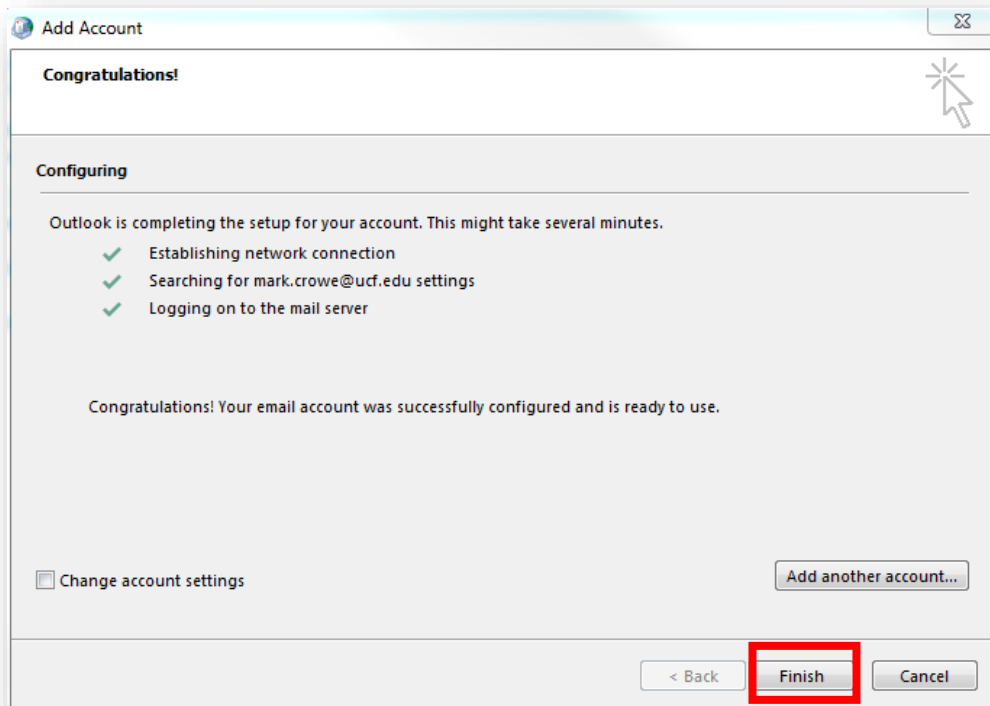 Add Account
Congratulations!
Configuring
Outlook is completing the setup for your account. This might take several minutes.
Establishing network connection
Searching for mark.crowe@ucf.edu settings
Logging on to the mail server
Congratulations! Your email account was successfully configured and is ready to use.
Change account settings
Add another account...
< Back
Finish
Cancel